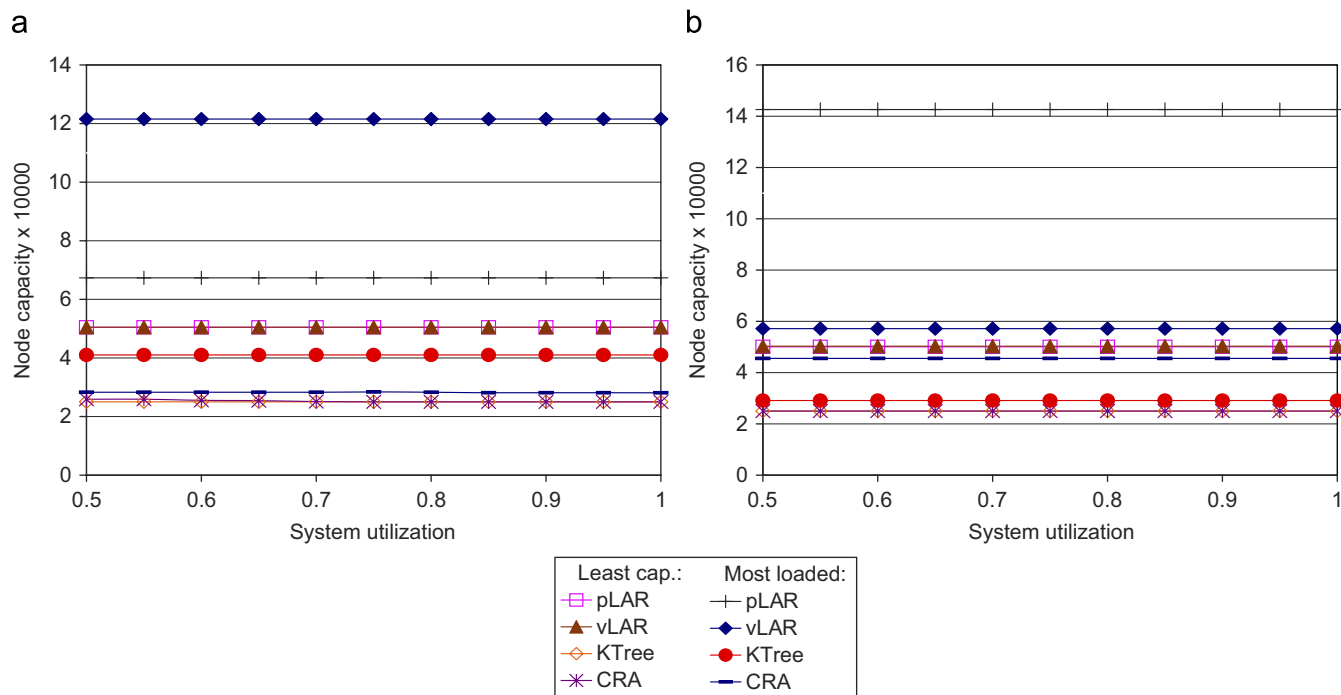 a
14
12
10
8
6
4
2
0
Node capacity x 10000
0.5 0.6 0.7 0.8 0.9 1
System utilization
b
16
14
12
10
8
6
4
2
0
Node capacity x 10000
0.5 0.6 0.7 0.8 0.9 1
System utilization
Least cap.: Most loaded:
pLAR pLAR
vLAR vLAR
KTree KTree
CRA CRA